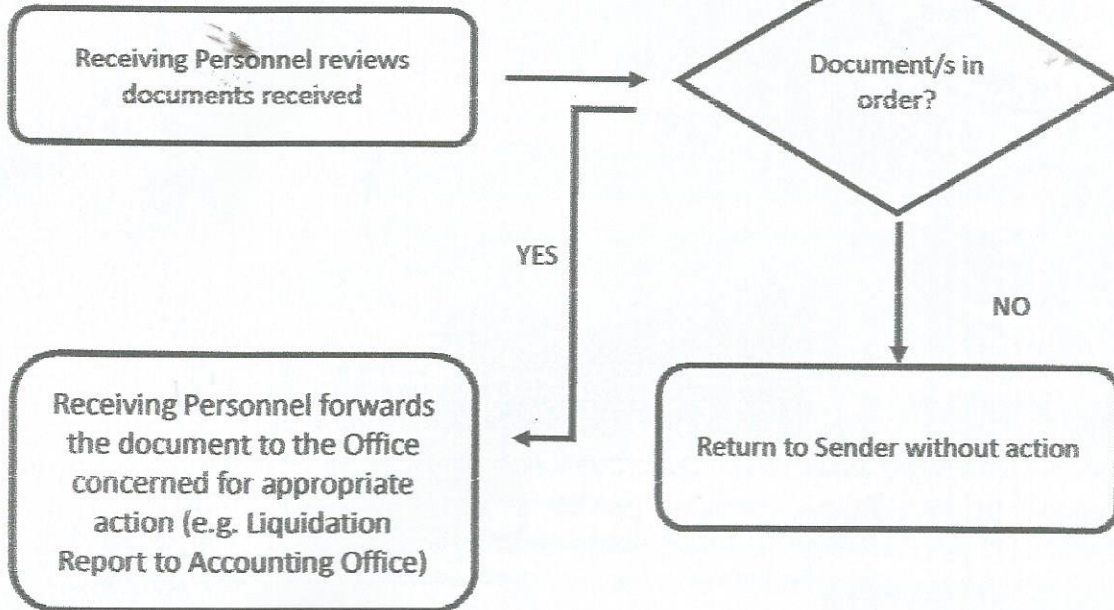 Receiving Personnel reviews
documents received
Document/s in
order?
YES
NO
Receiving Personnel forwards
the document to the Office
concerned for appropriate
action (e.g. Liquidation
Report to Accounting Office)
Return to Sender without action